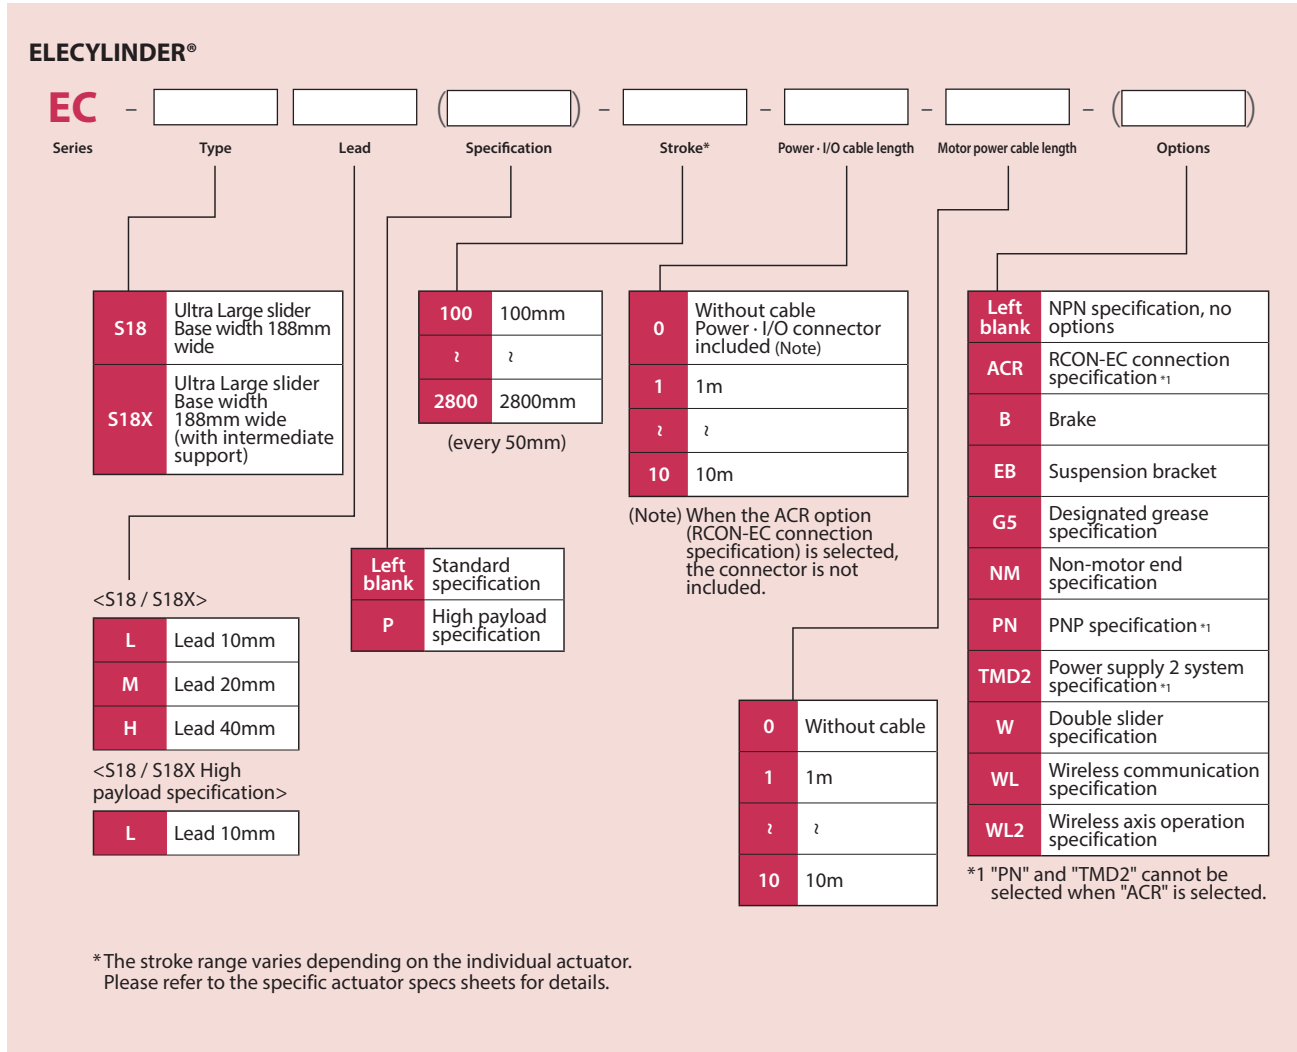 ELECYLINDER®
EC – ( ) – – – – ( )
Series Type Lead Specification Stroke* Power · I/O cable length Motor power cable length Options
S18 Ultra Large slider
Base width 188mm
wide
S18X Ultra Large slider
Base width
188mm wide
(with intermediate
support)
<S18 / S18X>
L Lead 10mm
M Lead 20mm
H Lead 40mm
<S18 / S18X High
payload specification>
L Lead 10mm
Left
blank
Standard
specification
P High payload
specification
100 100mm
~ ~
2800 2800mm
(every 50mm)
0 Without cable
Power · I/O connector
included (Note)
1 1m
~ ~
10 10m
(Note) When the ACR option
(RCON-EC connection
specification) is selected,
the connector is not
included.
0 Without cable
1 1m
~ ~
10 10m
Left
blank
NPN specification, no
options
ACR RCON-EC connection
specification *1
B Brake
EB Suspension bracket
G5 Designated grease
specification
NM Non-motor end
specification
PN PNP specification *1
TMD2 Power supply 2 system
specification *1
W Double slider
specification
WL Wireless communication
specification
WL2 Wireless axis operation
specification
*1 "PN" and "TMD2" cannot be
selected when "ACR" is selected.
* The stroke range varies depending on the individual actuator.
Please refer to the specific actuator specs sheets for details.